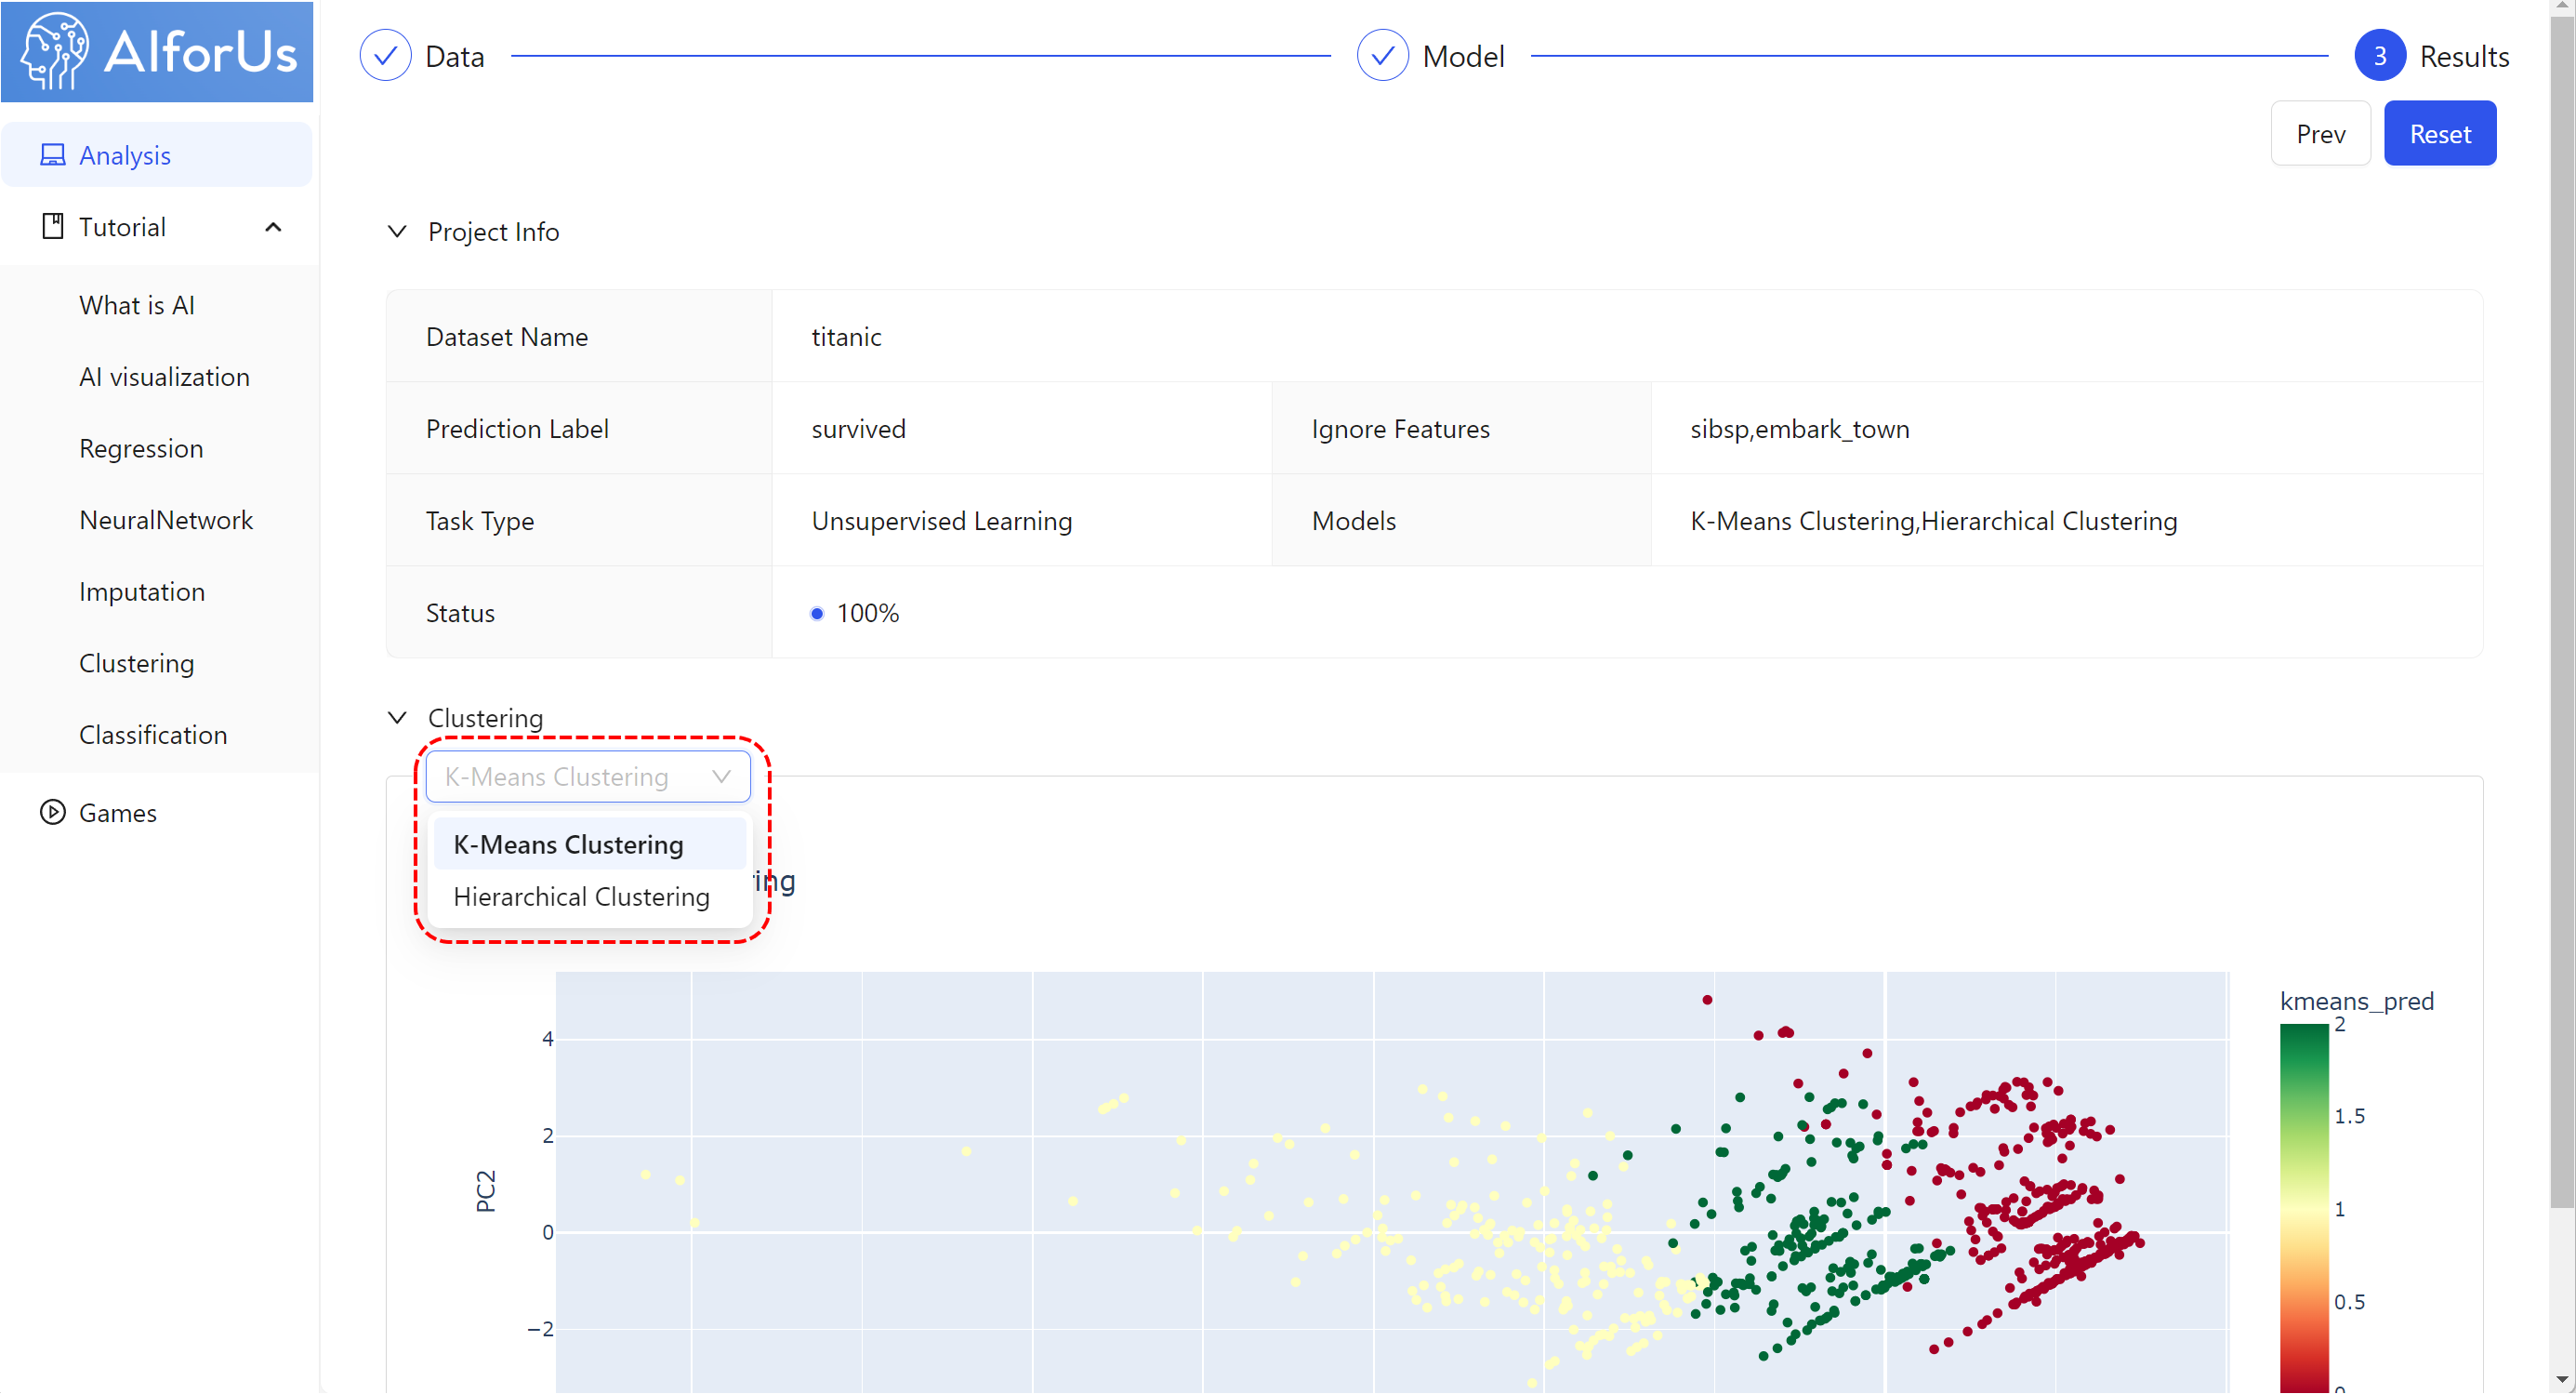 AIforUs
Data
Model
3 Results
Prev
Reset
Analysis
Tutorial
What is AI
AI visualization
Regression
NeuralNetwork
Imputation
Clustering
Classification
Games
Project Info
Dataset Name titanic
Prediction Label survived Ignore Features sibsp,embark_town
Task Type Unsupervised Learning Models K-Means Clustering,Hierarchical Clustering
Status 100%
Clustering
K-Means Clustering
K-Means Clustering
Hierarchical Clustering
kmeans_pred
PC2
4
2
0
−2
2
1.5
1
0.5
0